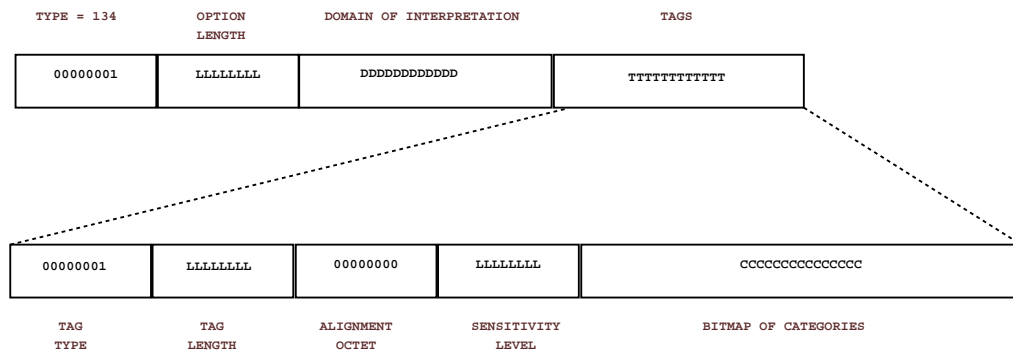 TYPE = 134 OPTION LENGTH DOMAIN OF INTERPRETATION TAGS
00000001 LLLLLLLL DDDDDDDDDDDD TTTTTTTTTTTT
00000001 LLLLLLLL 00000000 LLLLLLLL CCCCCCCCCCCCCCC
TAG TYPE TAG LENGTH ALIGNMENT OCTET SENSITIVITY LEVEL BITMAP OF CATEGORIES